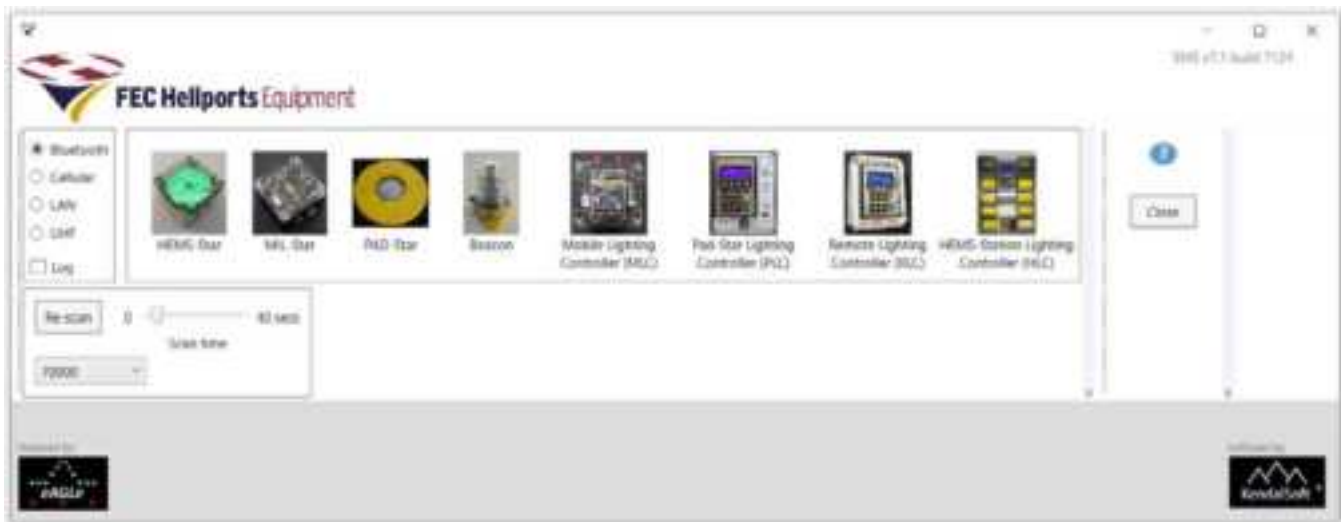 FEC Heliports Equipment
Bluetooth
Cellular
LAN
UHF
Log
HEMS-Star
MIL-Star
PAD-Star
Beacon
Mobile Lighting
Controller (MLC)
Pad-Star Lighting
Controller (PLC)
Remote Lighting
Controller (RLC)
HEMS-Station Lighting
Controller (HLC)
Close
Re-scan
0
40 secs
Scan time
70000
eAGLe
KendalSoft